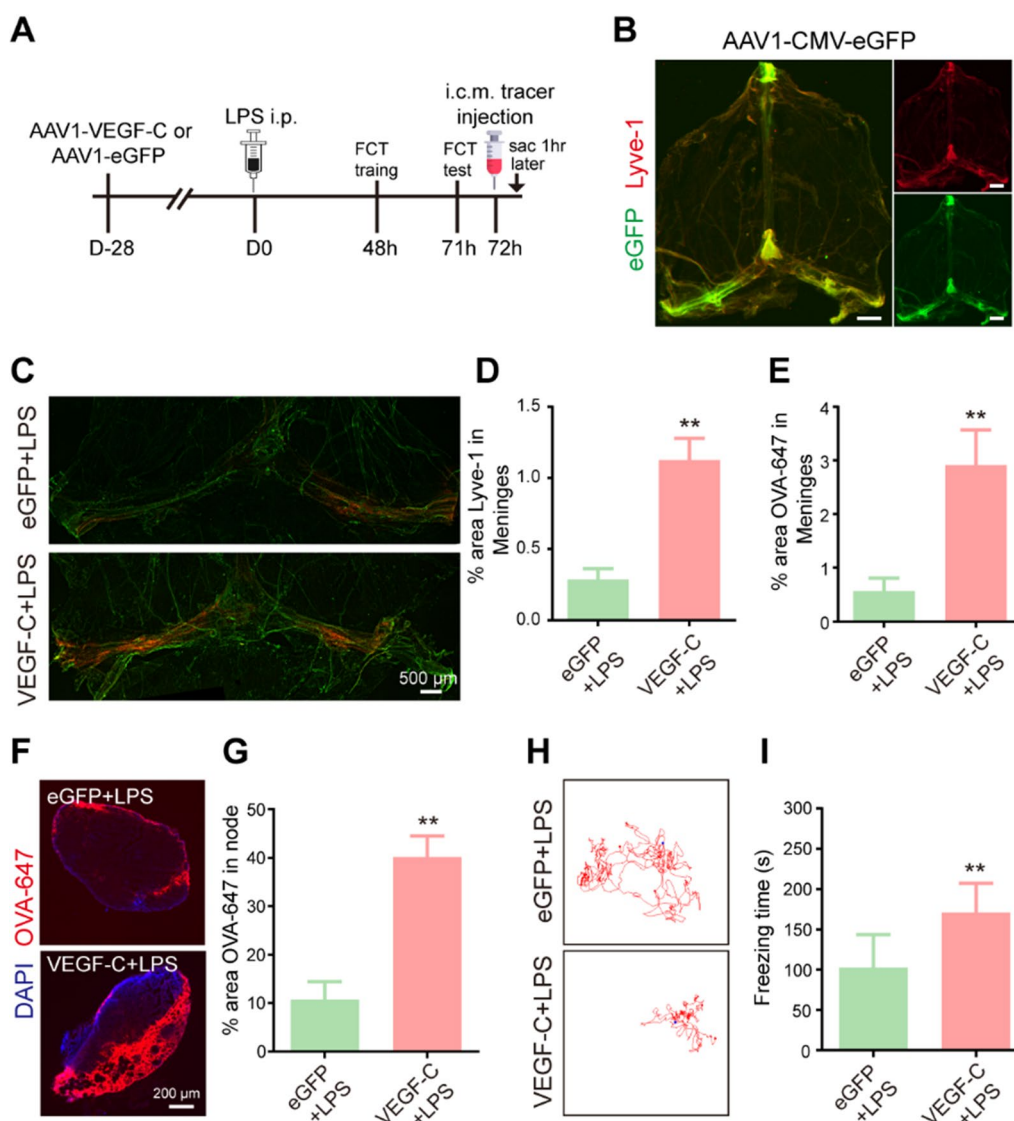 A
AAV1-VEGF-C or
AAV1-eGFP
LPS i.p.
FCT
traing
FCT
test
i.c.m. tracer
injection
sac 1hr
later
D-28
D0
48h
71h
72h
B
AAV1-CMV-eGFP
eGFP Lyve-1
C
eGFP+LPS
VEGF-C+LPS
500 µm
D
% area Lyve-1 in
Meninges
1.5
1.0
0.5
0.0
**
eGFP
+LPS
VEGF-C
+LPS
E
% area OVA-647 in
Meninges
4
3
2
1
0
**
eGFP
+LPS
VEGF-C
+LPS
F
DAPI OVA-647
eGFP+LPS
VEGF-C+LPS
200 µm
G
% area OVA-647 in node
50
40
30
20
10
0
**
eGFP
+LPS
VEGF-C
+LPS
H
eGFP+LPS
VEGF-C+LPS
I
Freezing time (s)
300
250
200
150
100
50
0
**
eGFP
+LPS
VEGF-C
+LPS